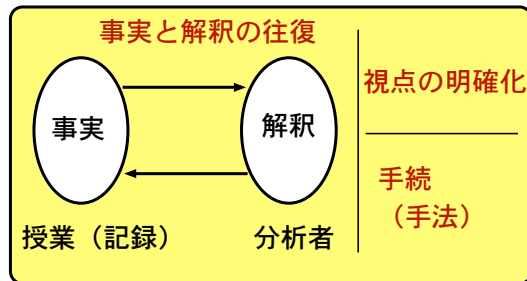 事実と解釈の往復
事実
解釈
授業（記録）
分析者
視点の明確化
手続
（手法）